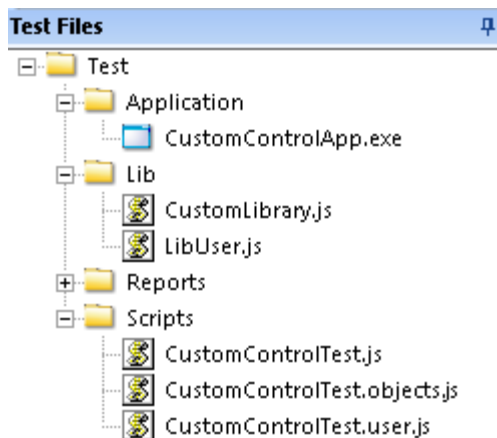 Test Files
Test
Application
CustomControlApp.exe
Lib
CustomLibrary.js
LibUser.js
Reports
Scripts
CustomControlTest.js
CustomControlTest.objects.js
CustomControlTest.user.js